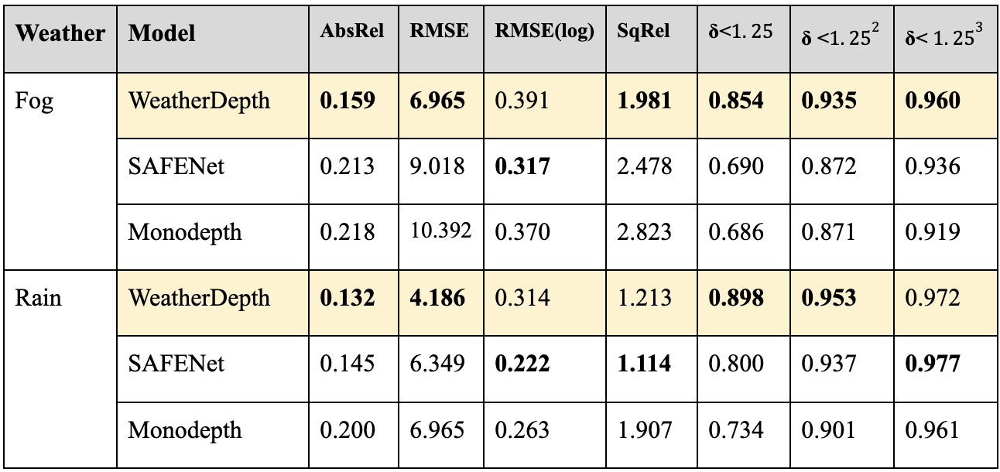 Weather Model AbsRel RMSE RMSE(log) SqRel δ<1. 25 δ <1. 25² δ< 1. 25³
Fog WeatherDepth 0.159 6.965 0.391 1.981 0.854 0.935 0.960
SAFENet 0.213 9.018 0.317 2.478 0.690 0.872 0.936
Monodepth 0.218 10.392 0.370 2.823 0.686 0.871 0.919
Rain WeatherDepth 0.132 4.186 0.314 1.213 0.898 0.953 0.972
SAFENet 0.145 6.349 0.222 1.114 0.800 0.937 0.977
Monodepth 0.200 6.965 0.263 1.907 0.734 0.901 0.961